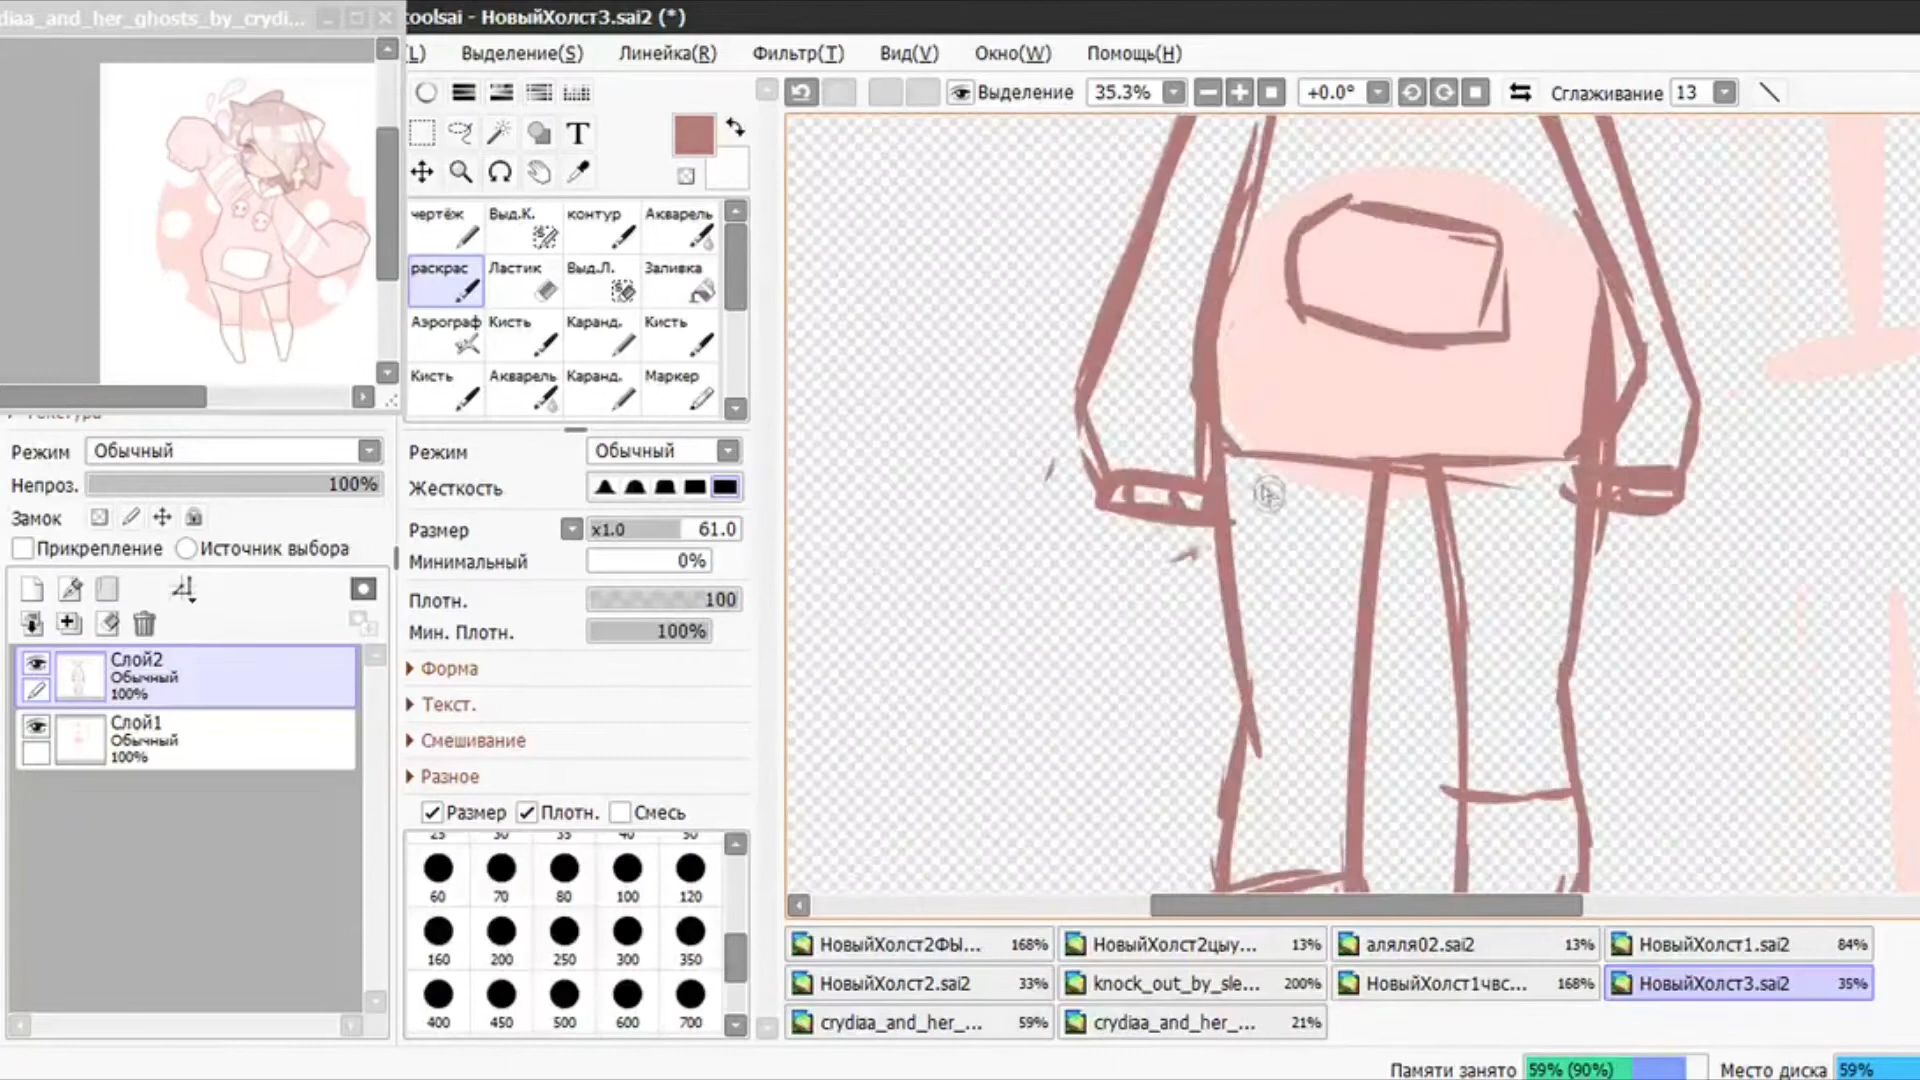 diaa_and_her_ghosts_by_crydi...
toolsai - НовыйХолст3.sai2 (*)
L) Выделение(S) Линейка(R) Фильтр(T) Вид(V) Окно(W) Помощь(H)
Выделение 35.3% +0.0° Сглаживание 13
T
чертёж Выд.К. контур Акварель
раскрас Ластик Выд.Л. Заливка
Аэрограф Кисть Каранд. Кисть
Кисть Акварель Каранд. Маркер
Режим Обычный
Непроз. 100%
Замок
Прикрепление Источник выбора
Слой2
Обычный
100%
Слой1
Обычный
100%
Режим Обычный
Жесткость
Размер x1.0 61.0
Минимальный 0%
Плотн. 100
Мин. Плотн. 100%
Форма
Текст.
Смешивание
Разное
Размер Плотн. Смесь
60 70 80 100 120
160 200 250 300 350
400 450 500 600 700
НовыйХолст2ФЫ... 168% НовыйХолст2цыу... 13% аляля02.sai2 13% НовыйХолст1.sai2 84%
НовыйХолст2.sai2 33% knock_out_by_sle... 200% НовыйХолст1чвс... 168% НовыйХолст3.sai2 35%
crydiaa_and_her_... 59% crydiaa_and_her_... 21%
Памяти занято 59% (90%) Место диска 59%